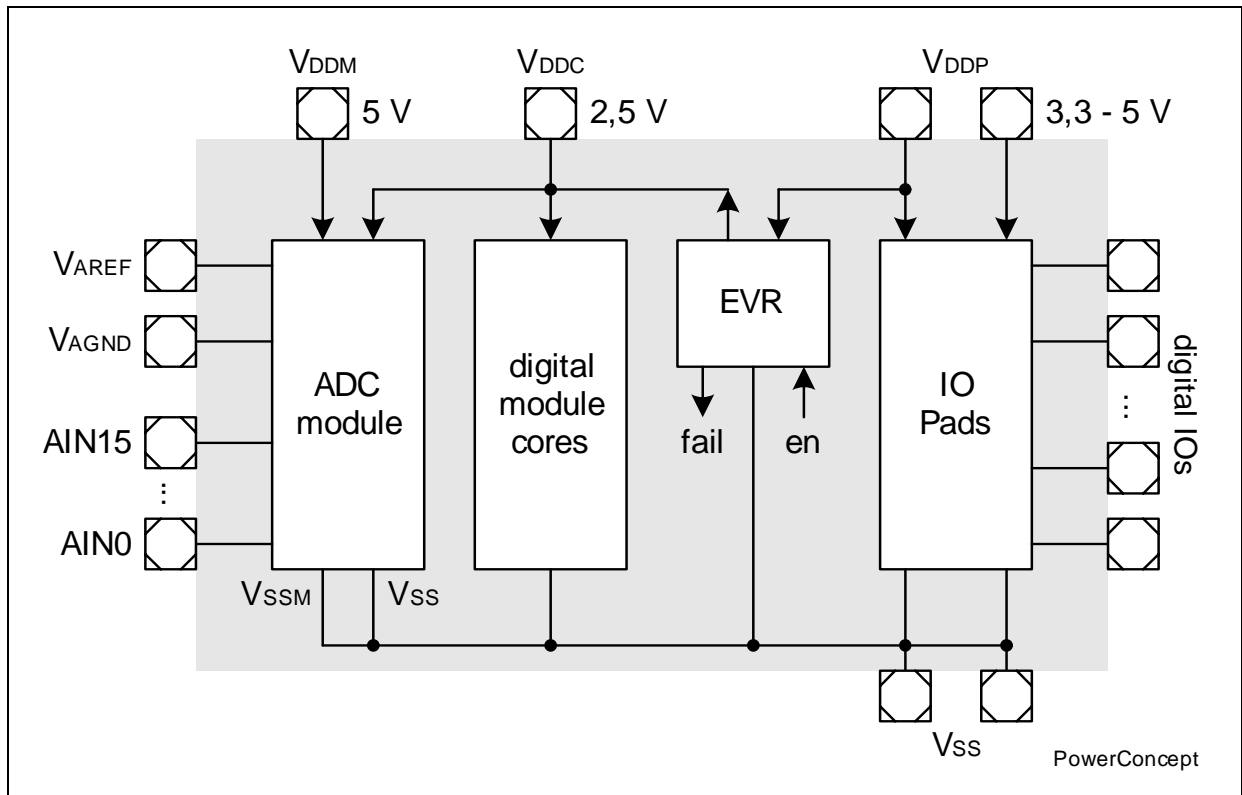 VDDM
VDDC
VDDP
5 V
2,5 V
3,3 - 5 V
VAREF
VAGND
AIN15
...
AIN0
ADC
module
digital
module
cores
EVR
fail
en
IO
Pads
digital IOs
...
VSSM
VSS
VSS
PowerConcept